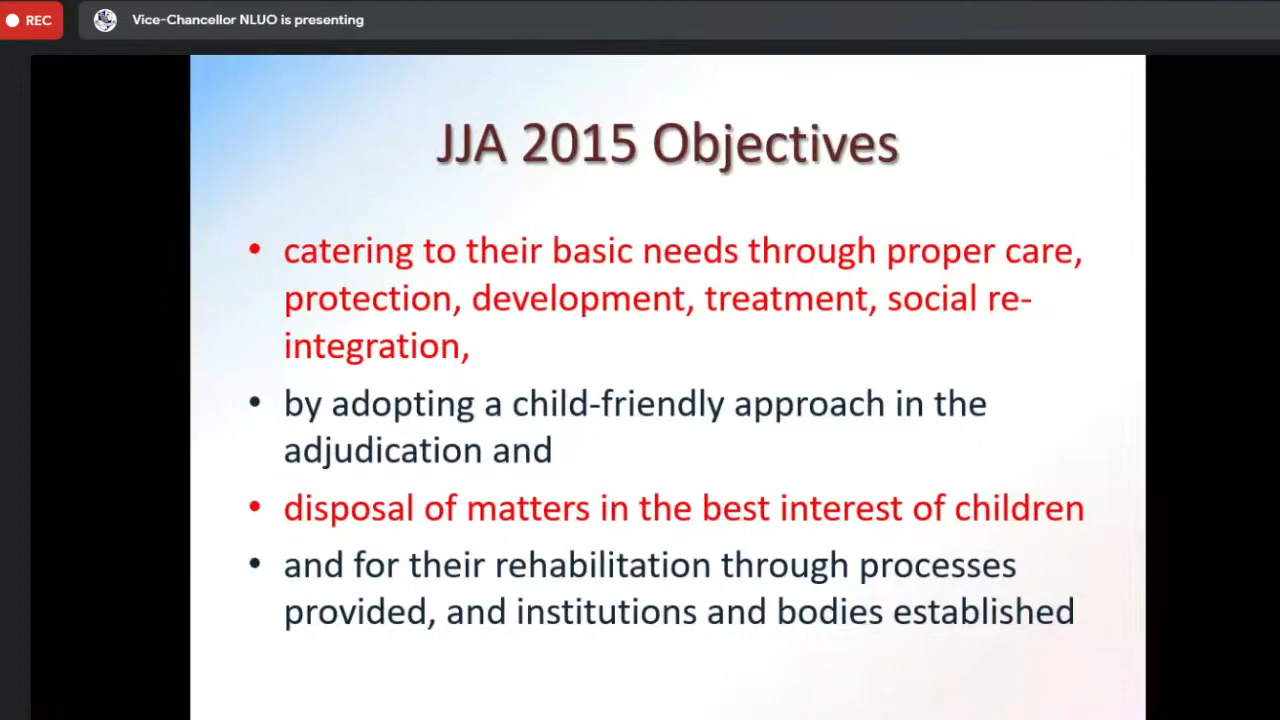 REC
Vice-Chancellor NLUO is presenting
JJA 2015 Objectives
• catering to their basic needs through proper care,
protection, development, treatment, social re-
integration,
• by adopting a child-friendly approach in the
adjudication and
• disposal of matters in the best interest of children
• and for their rehabilitation through processes
provided, and institutions and bodies established